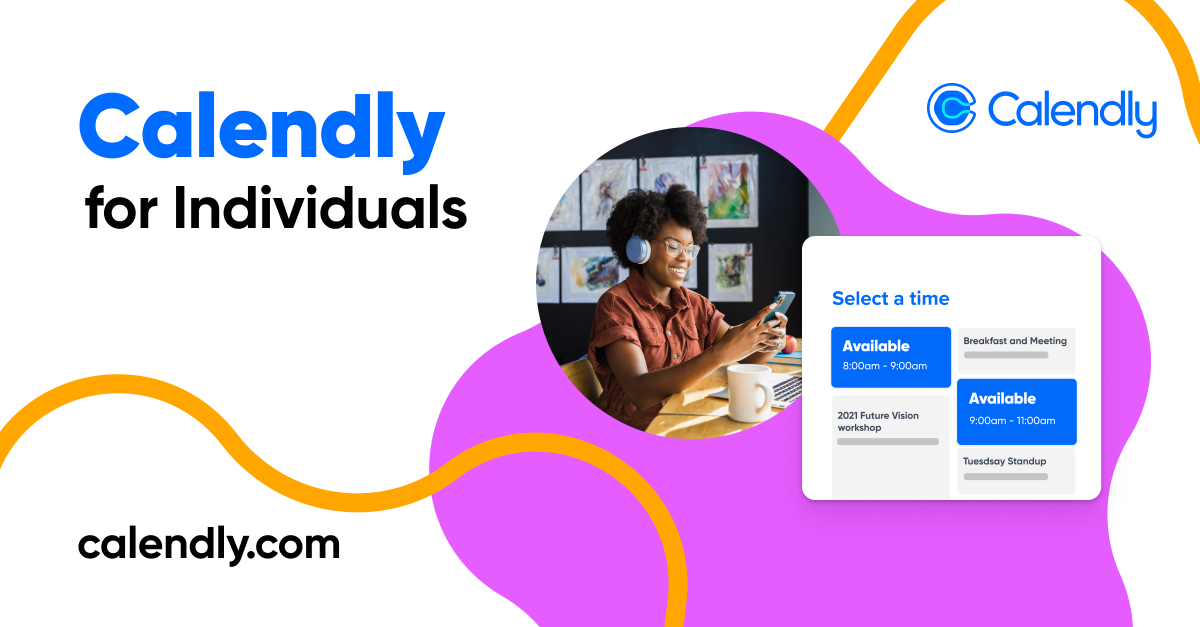 Calendly
for Individuals
calendly.com
Calendly
Select a time
Available
8:00am - 9:00am
2021 Future Vision
workshop
Breakfast and Meeting
Available
9:00am - 11:00am
Tuesdsay Standup